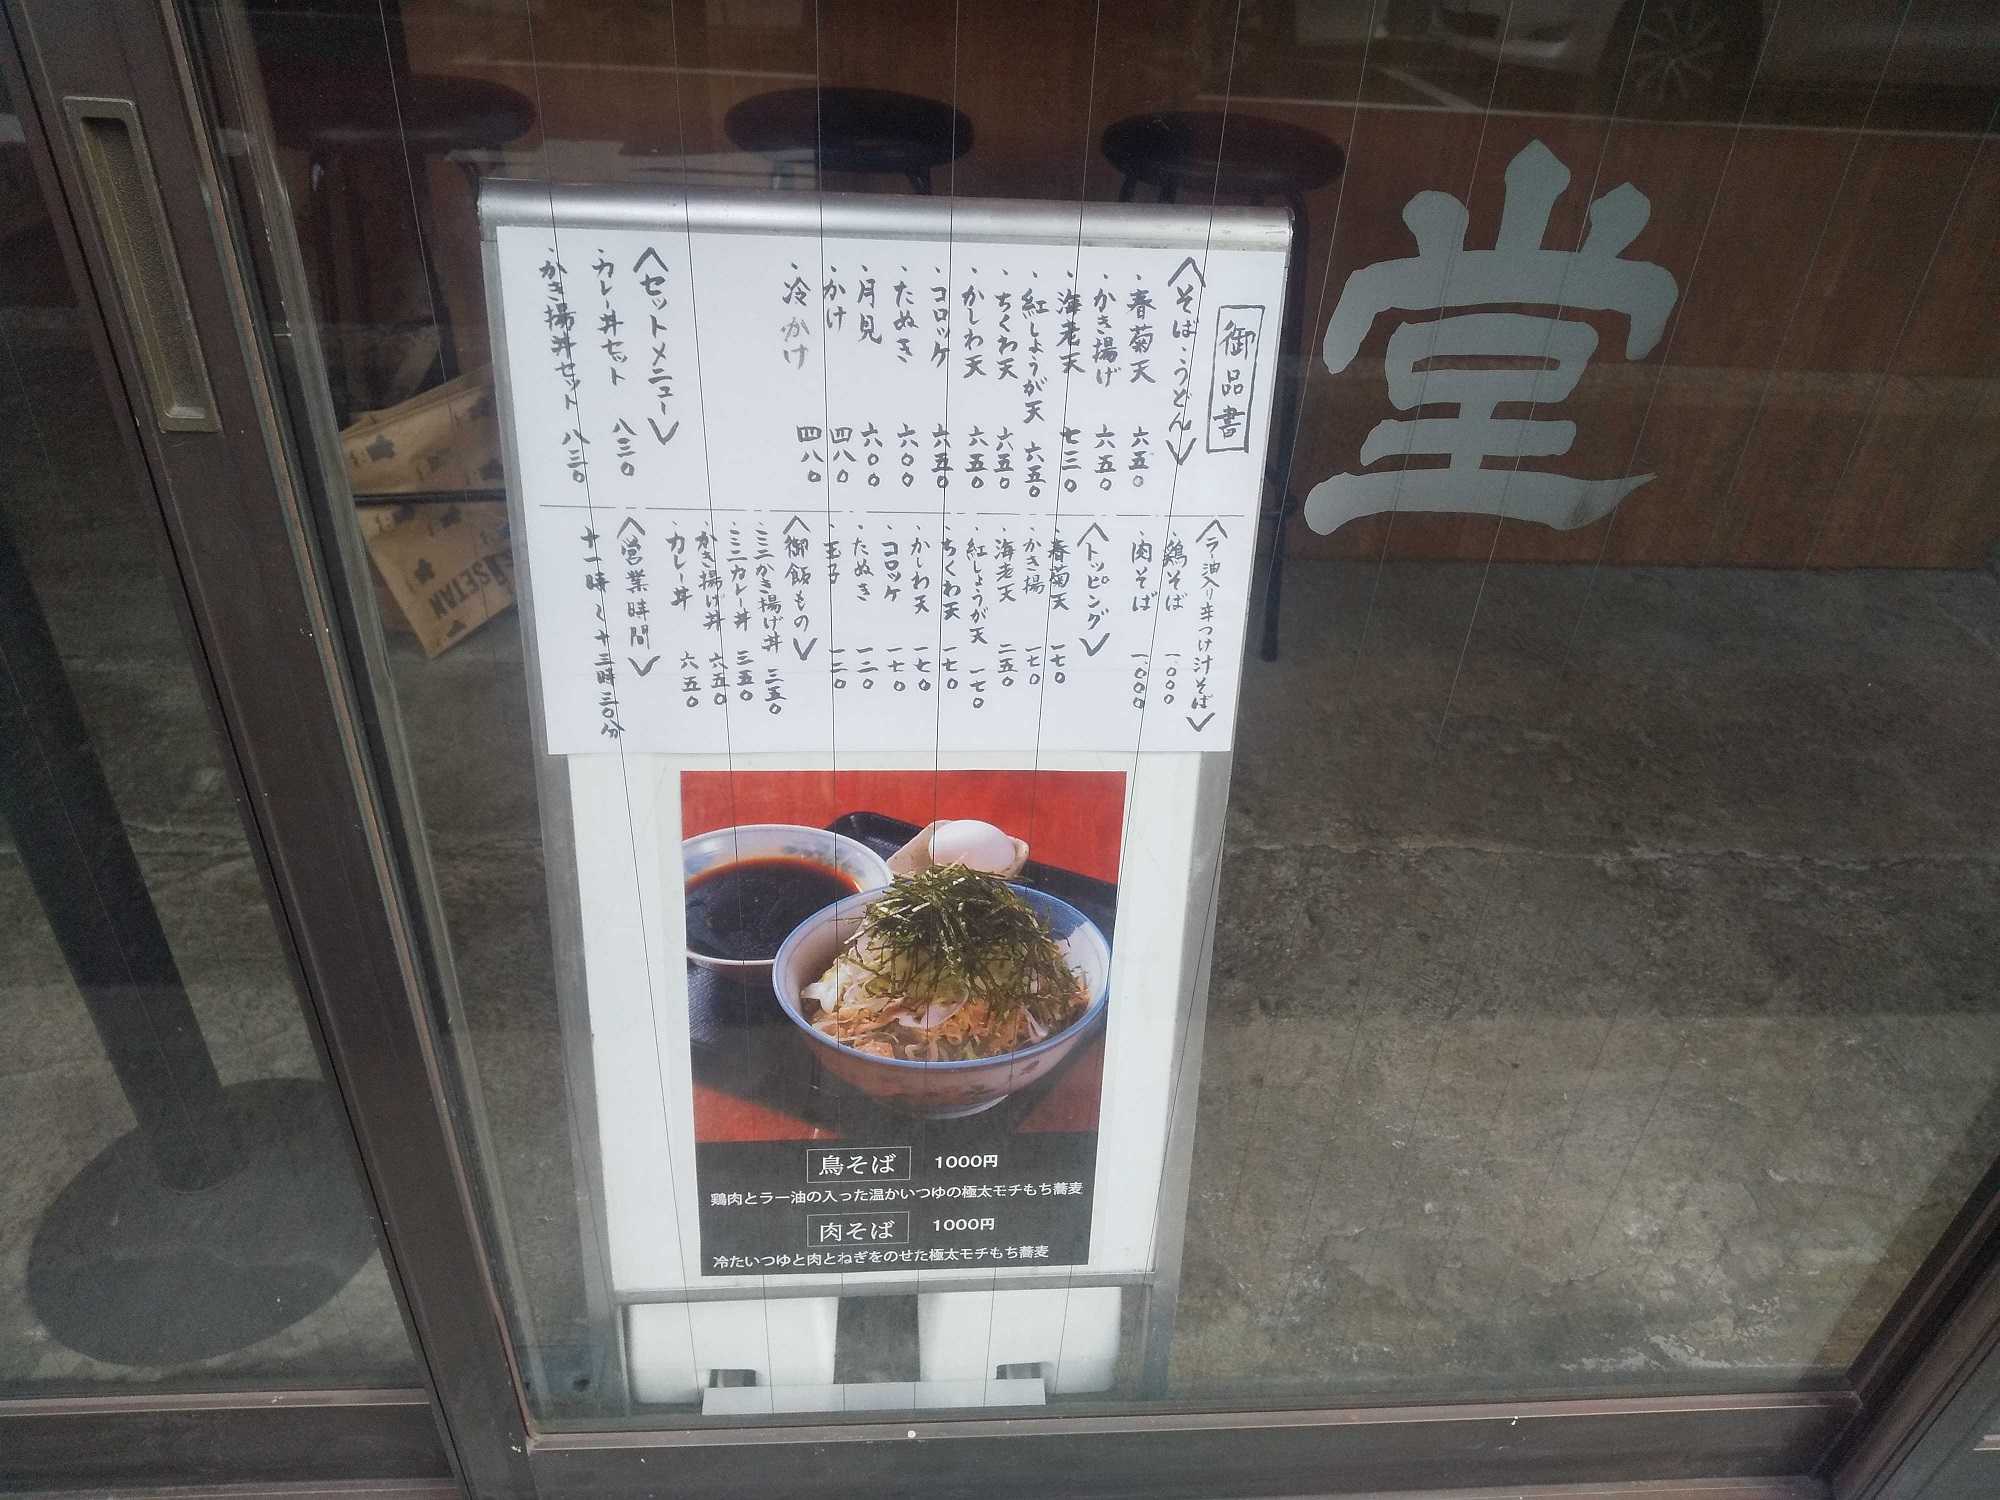 御品書
〈そば・うどん〉
・春菊天 六五〇
・かき揚げ 六五〇
・海老天 七三〇
・紅しょうが天 六五〇
・ちくわ天 六五〇
・かしわ天 六五〇
・コロッケ 六五〇
・たぬき 六〇〇
・月見 六〇〇
・かけ 四八〇
・冷かけ 四八〇
〈セットメニュー〉
・カレー丼セット 八三〇
・かき揚丼セット 八三〇
〈ラー油入り辛つけ汁そば〉
・鶏そば 一、〇〇〇
・肉そば 一、〇〇〇
〈トッピング〉
・春菊天 一七〇
・かき揚 一七〇
・海老天 二五〇
・紅しょうが天 一七〇
・ちくわ天 一七〇
・かしわ天 一七〇
・コロッケ 一七〇
・たぬき 一二〇
・玉子 一二〇
〈御飯もの〉
・ミニかき揚げ丼 三五〇
・ミニカレー丼 三五〇
・かき揚げ丼 六五〇
・カレー丼 六五〇
〈営業時間〉
十一時〜十三時三〇分
堂
SETAN
鳥そば 1000円
鶏肉とラー油の入った温かいつゆの極太モチもち蕎麦
肉そば 1000円
冷たいつゆと肉とねぎをのせた極太モチもち蕎麦